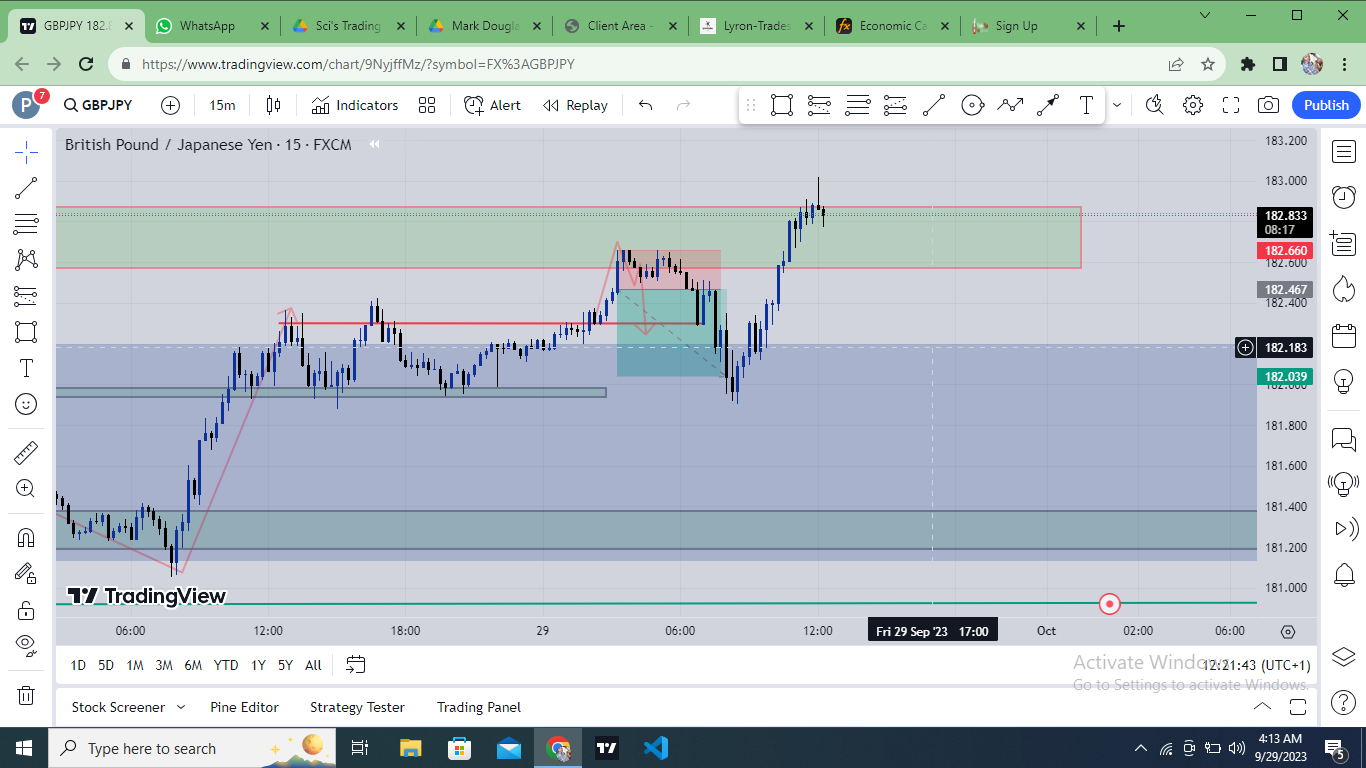 GBPJPY 182.8
WhatsApp
Sci's Trading
Mark Dougla
Client Area -
Lyron-Trades
Economic Ca
Sign Up
https://www.tradingview.com/chart/9NyjffMz/?symbol=FX%3AGBPJPY
P 7 GBPJPY 15m Indicators Alert Replay T Publish
British Pound / Japanese Yen · 15 · FXCM
183.200
183.000
182.833
08:17
182.660
182.600
182.467
182.400
182.183
182.039
182.000
181.800
181.600
181.400
181.200
181.000
TradingView
06:00 12:00 18:00 29 06:00 12:00 Fri 29 Sep '23 17:00 Oct 02:00 06:00
1D 5D 1M 3M 6M YTD 1Y 5Y All 12:21:43 (UTC+1)
Activate Windows
Go to Settings to activate Windows.
Stock Screener Pine Editor Strategy Tester Trading Panel
Type here to search
4:13 AM
9/29/2023
5